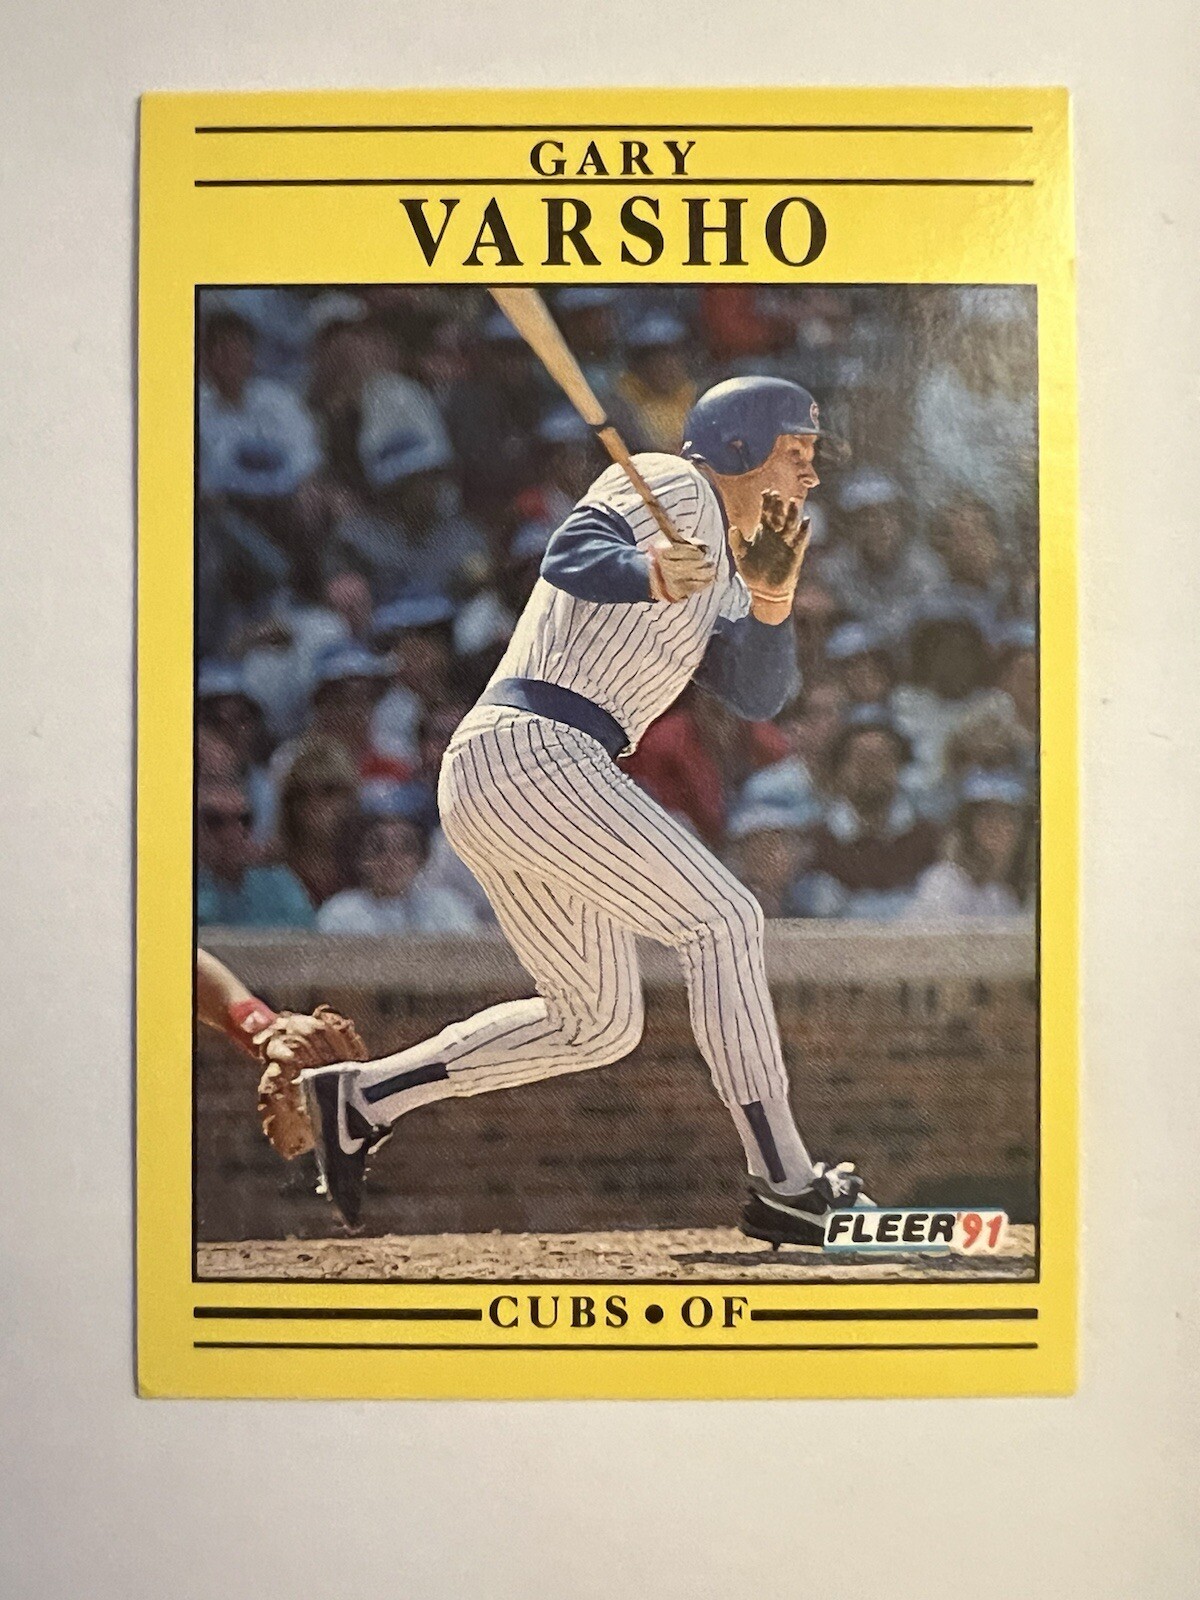 GARY
VARSHO
FLEER '91
CUBS • OF